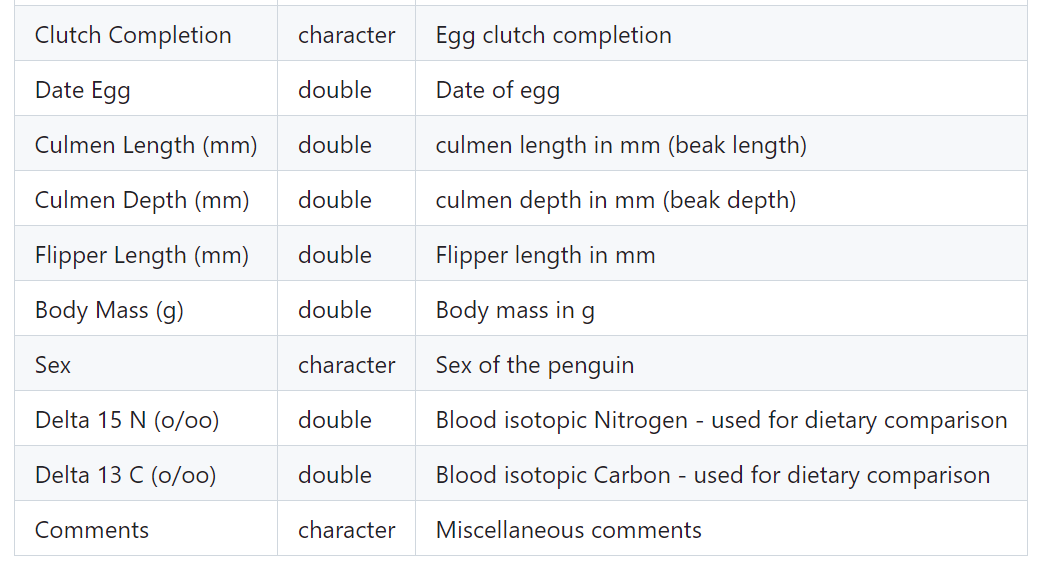 Clutch Completion character Egg clutch completion
Date Egg double Date of egg
Culmen Length (mm) double culmen length in mm (beak length)
Culmen Depth (mm) double culmen depth in mm (beak depth)
Flipper Length (mm) double Flipper length in mm
Body Mass (g) double Body mass in g
Sex character Sex of the penguin
Delta 15 N (o/oo) double Blood isotopic Nitrogen - used for dietary comparison
Delta 13 C (o/oo) double Blood isotopic Carbon - used for dietary comparison
Comments character Miscellaneous comments